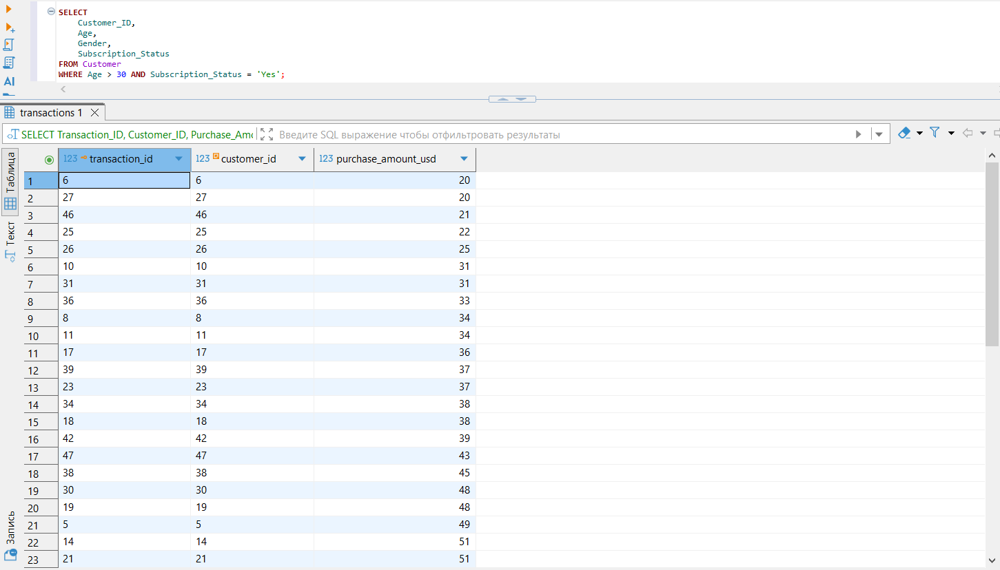 SELECT
Customer_ID,
Age,
Gender,
Subscription_Status
FROM Customer
WHERE Age > 30 AND Subscription_Status = 'Yes';
AI
transactions 1
SELECT Transaction_ID, Customer_ID, Purchase_Amo
Введите SQL выражение чтобы отфильтровать результаты
Таблица
Текст
Запись
123 transaction_id 123 customer_id 123 purchase_amount_usd
1 6 6 20
2 27 27 20
3 46 46 21
4 25 25 22
5 26 26 25
6 10 10 31
7 31 31 31
8 36 36 33
9 8 8 34
10 11 11 34
11 17 17 36
12 39 39 37
13 23 23 37
14 34 34 38
15 18 18 38
16 42 42 39
17 47 47 43
18 38 38 45
19 30 30 48
20 19 19 48
21 5 5 49
22 14 14 51
23 21 21 51